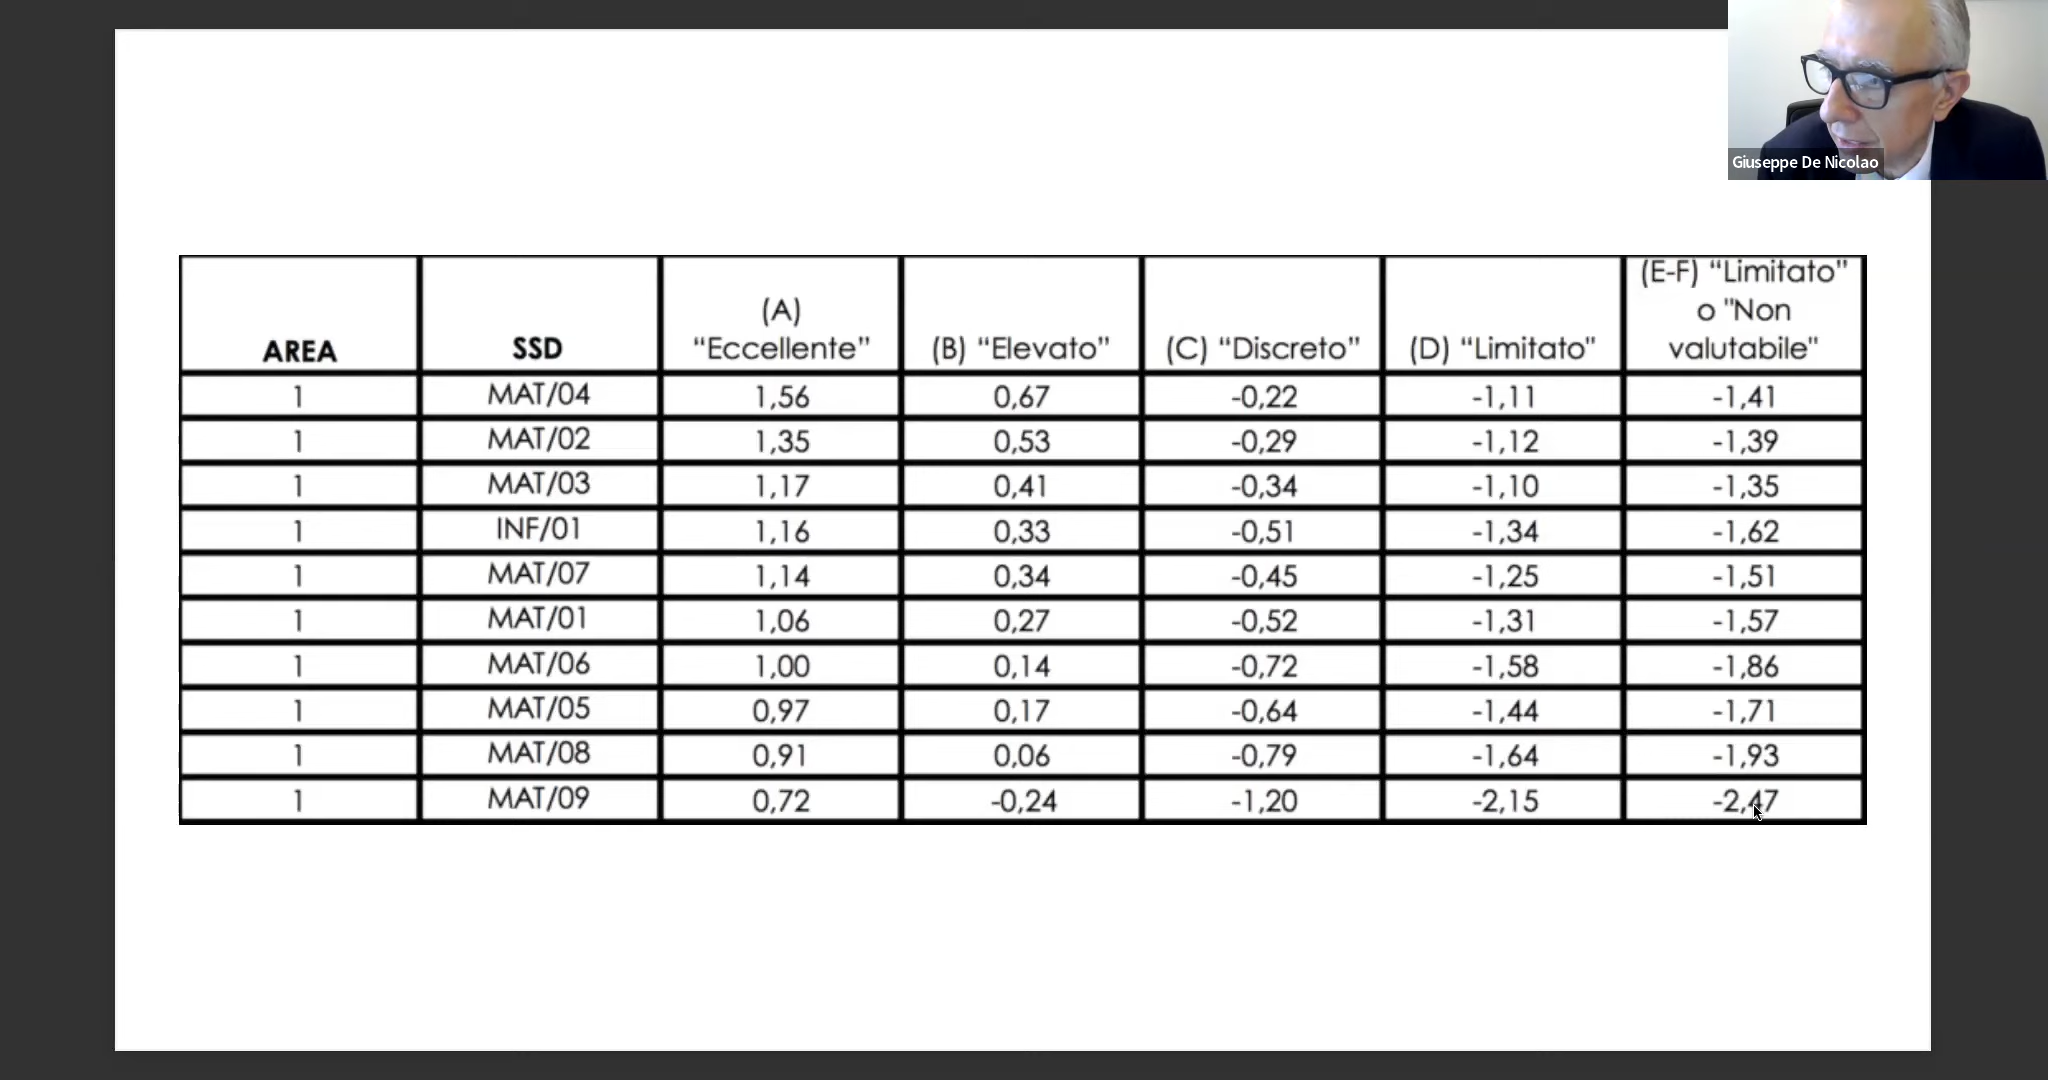 Giuseppe De Nicolao
AREA SSD (A) “Eccellente” (B) “Elevato” (C) “Discreto” (D) “Limitato" (E-F) “Limitato” o "Non valutabile"
1 MAT/04 1,56 0,67 -0,22 -1,11 -1,41
1 MAT/02 1,35 0,53 -0,29 -1,12 -1,39
1 MAT/03 1,17 0,41 -0,34 -1,10 -1,35
1 INF/01 1,16 0,33 -0,51 -1,34 -1,62
1 MAT/07 1,14 0,34 -0,45 -1,25 -1,51
1 MAT/01 1,06 0,27 -0,52 -1,31 -1,57
1 MAT/06 1,00 0,14 -0,72 -1,58 -1,86
1 MAT/05 0,97 0,17 -0,64 -1,44 -1,71
1 MAT/08 0,91 0,06 -0,79 -1,64 -1,93
1 MAT/09 0,72 -0,24 -1,20 -2,15 -2,47